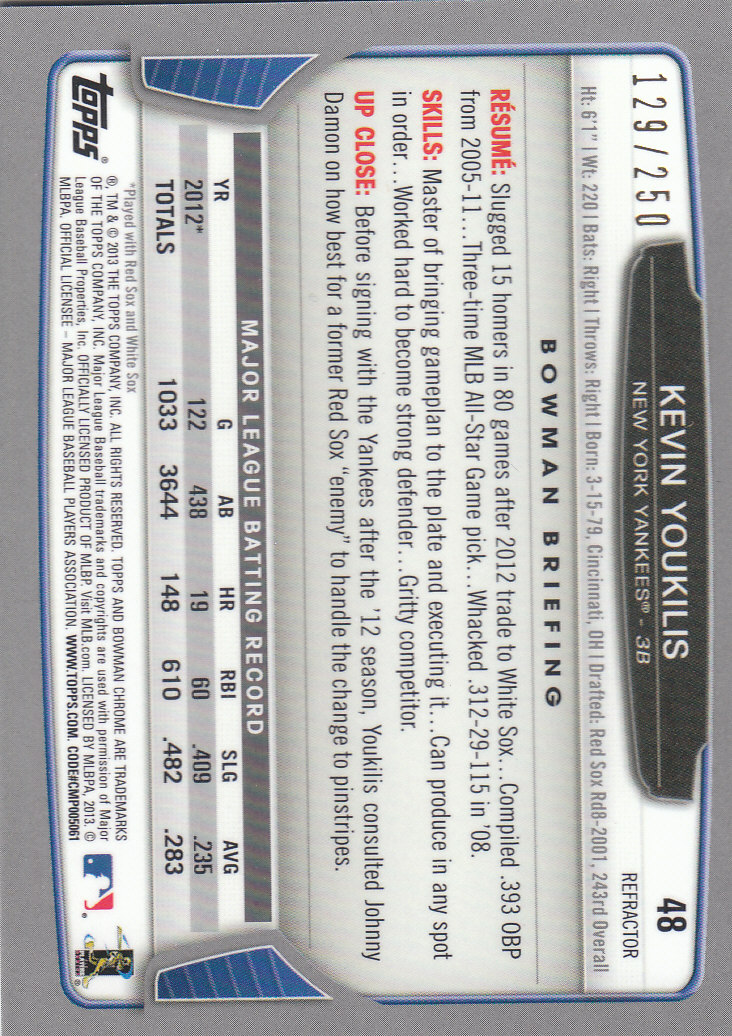 129/250
KEVIN YOUKILIS
NEW YORK YANKEES® - 3B
48
REFRACTOR
Ht: 6'1" | Wt: 220 | Bats: Right | Throws: Right | Born: 3-15-79, Cincinnati, OH | Drafted: Red Sox Rd8-2001, 243rd Overall
BOWMAN BRIEFING
RÉSUMÉ: Slugged 15 homers in 80 games after 2012 trade to White Sox...Compiled .393 OBP
from 2005-11...Three-time MLB All-Star Game pick...Whacked .312-29-115 in '08.
SKILLS: Master of bringing gameplan to the plate and executing it...Can produce in any spot
in order...Worked hard to become strong defender...Gritty competitor.
UP CLOSE: Before signing with the Yankees after the '12 season, Youkilis consulted Johnny
Damon on how best for a former Red Sox "enemy" to handle the change to pinstripes.
MAJOR LEAGUE BATTING RECORD
YR G AB HR RBI SLG AVG
2012* 122 438 19 60 .409 .235
TOTALS 1033 3644 148 610 .482 .283
*Played with Red Sox and White Sox
Topps®
®, TM & © 2013 THE TOPPS COMPANY, INC. ALL RIGHTS RESERVED. TOPPS AND BOWMAN CHROME ARE TRADEMARKS
OF THE TOPPS COMPANY, INC. Major League Baseball trademarks and copyrights are used with permission of Major
League Baseball Properties, Inc. OFFICIALLY LICENSED PRODUCT OF MLBP. Visit MLB.com. LICENSED BY MLBPA, 2013. ©
MLBPA. OFFICIAL LICENSEE – MAJOR LEAGUE BASEBALL PLAYERS ASSOCIATION. WWW.TOPPS.COM. CODE#CMP005061